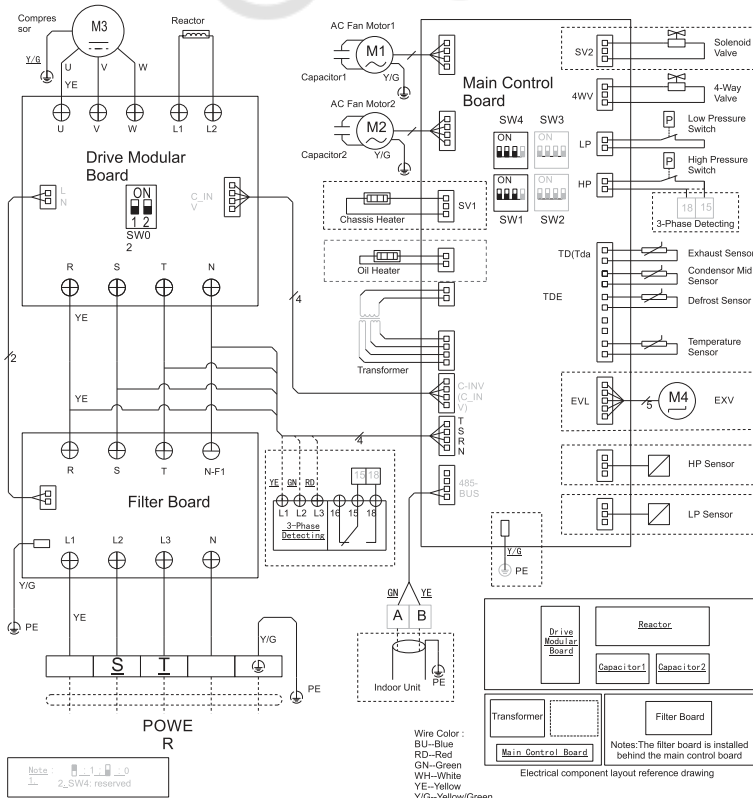 Compres
sor
M3
Reactor
Y/G
U
V
W
YE
U
V
W
L1
L2
Drive Modular
Board
L
N
ON
1 2
SW0
2
C_IN
V
R
S
T
N
YE
4
2
YE
R
S
T
N-F1
Filter Board
L1
L2
L3
N
Y/G
PE
YE
S
T
Y/G
PE
POWE
R
Note :
:1 :
:0
1.
2_SW4: reserved
AC Fan Motor1
M1
Capacitor1
Y/G
AC Fan Motor2
M2
Capacitor2
Y/G
Chassis Heater
SV1
Oil Heater
Transformer
C-INV
(C_IN
V)
T
S
R
N
4
YE
GN
RD
15
18
L1
L2
L3
16
15
18
3-Phase
Detecting
485-
BUS
GN
YE
A
B
Indoor Unit
PE
Y/G
PE
Main Control
Board
SW4
SW3
ON
ON
ON
ON
SW1
SW2
SV2
Solenoid
Valve
4WV
4-Way
Valve
LP
P
Low Pressure
Switch
HP
P
High Pressure
Switch
18
15
3-Phase Detecting
TD(Tda
Exhaust Sensor
Condensor Mid
Sensor
TDE
Defrost Sensor
Temperature
Sensor
EVL
5
M4
EXV
HP Sensor
LP Sensor
Drive
Modular
Board
Reactor
Capacitor1
Capacitor2
Transformer
Main Control Board
Filter Board
Notes:The filter board is installed
behind the main control board
Electrical component layout reference drawing
Wire Color :
BU--Blue
RD--Red
GN--Green
WH--White
YE--Yellow
Y/G--Yellow/Green